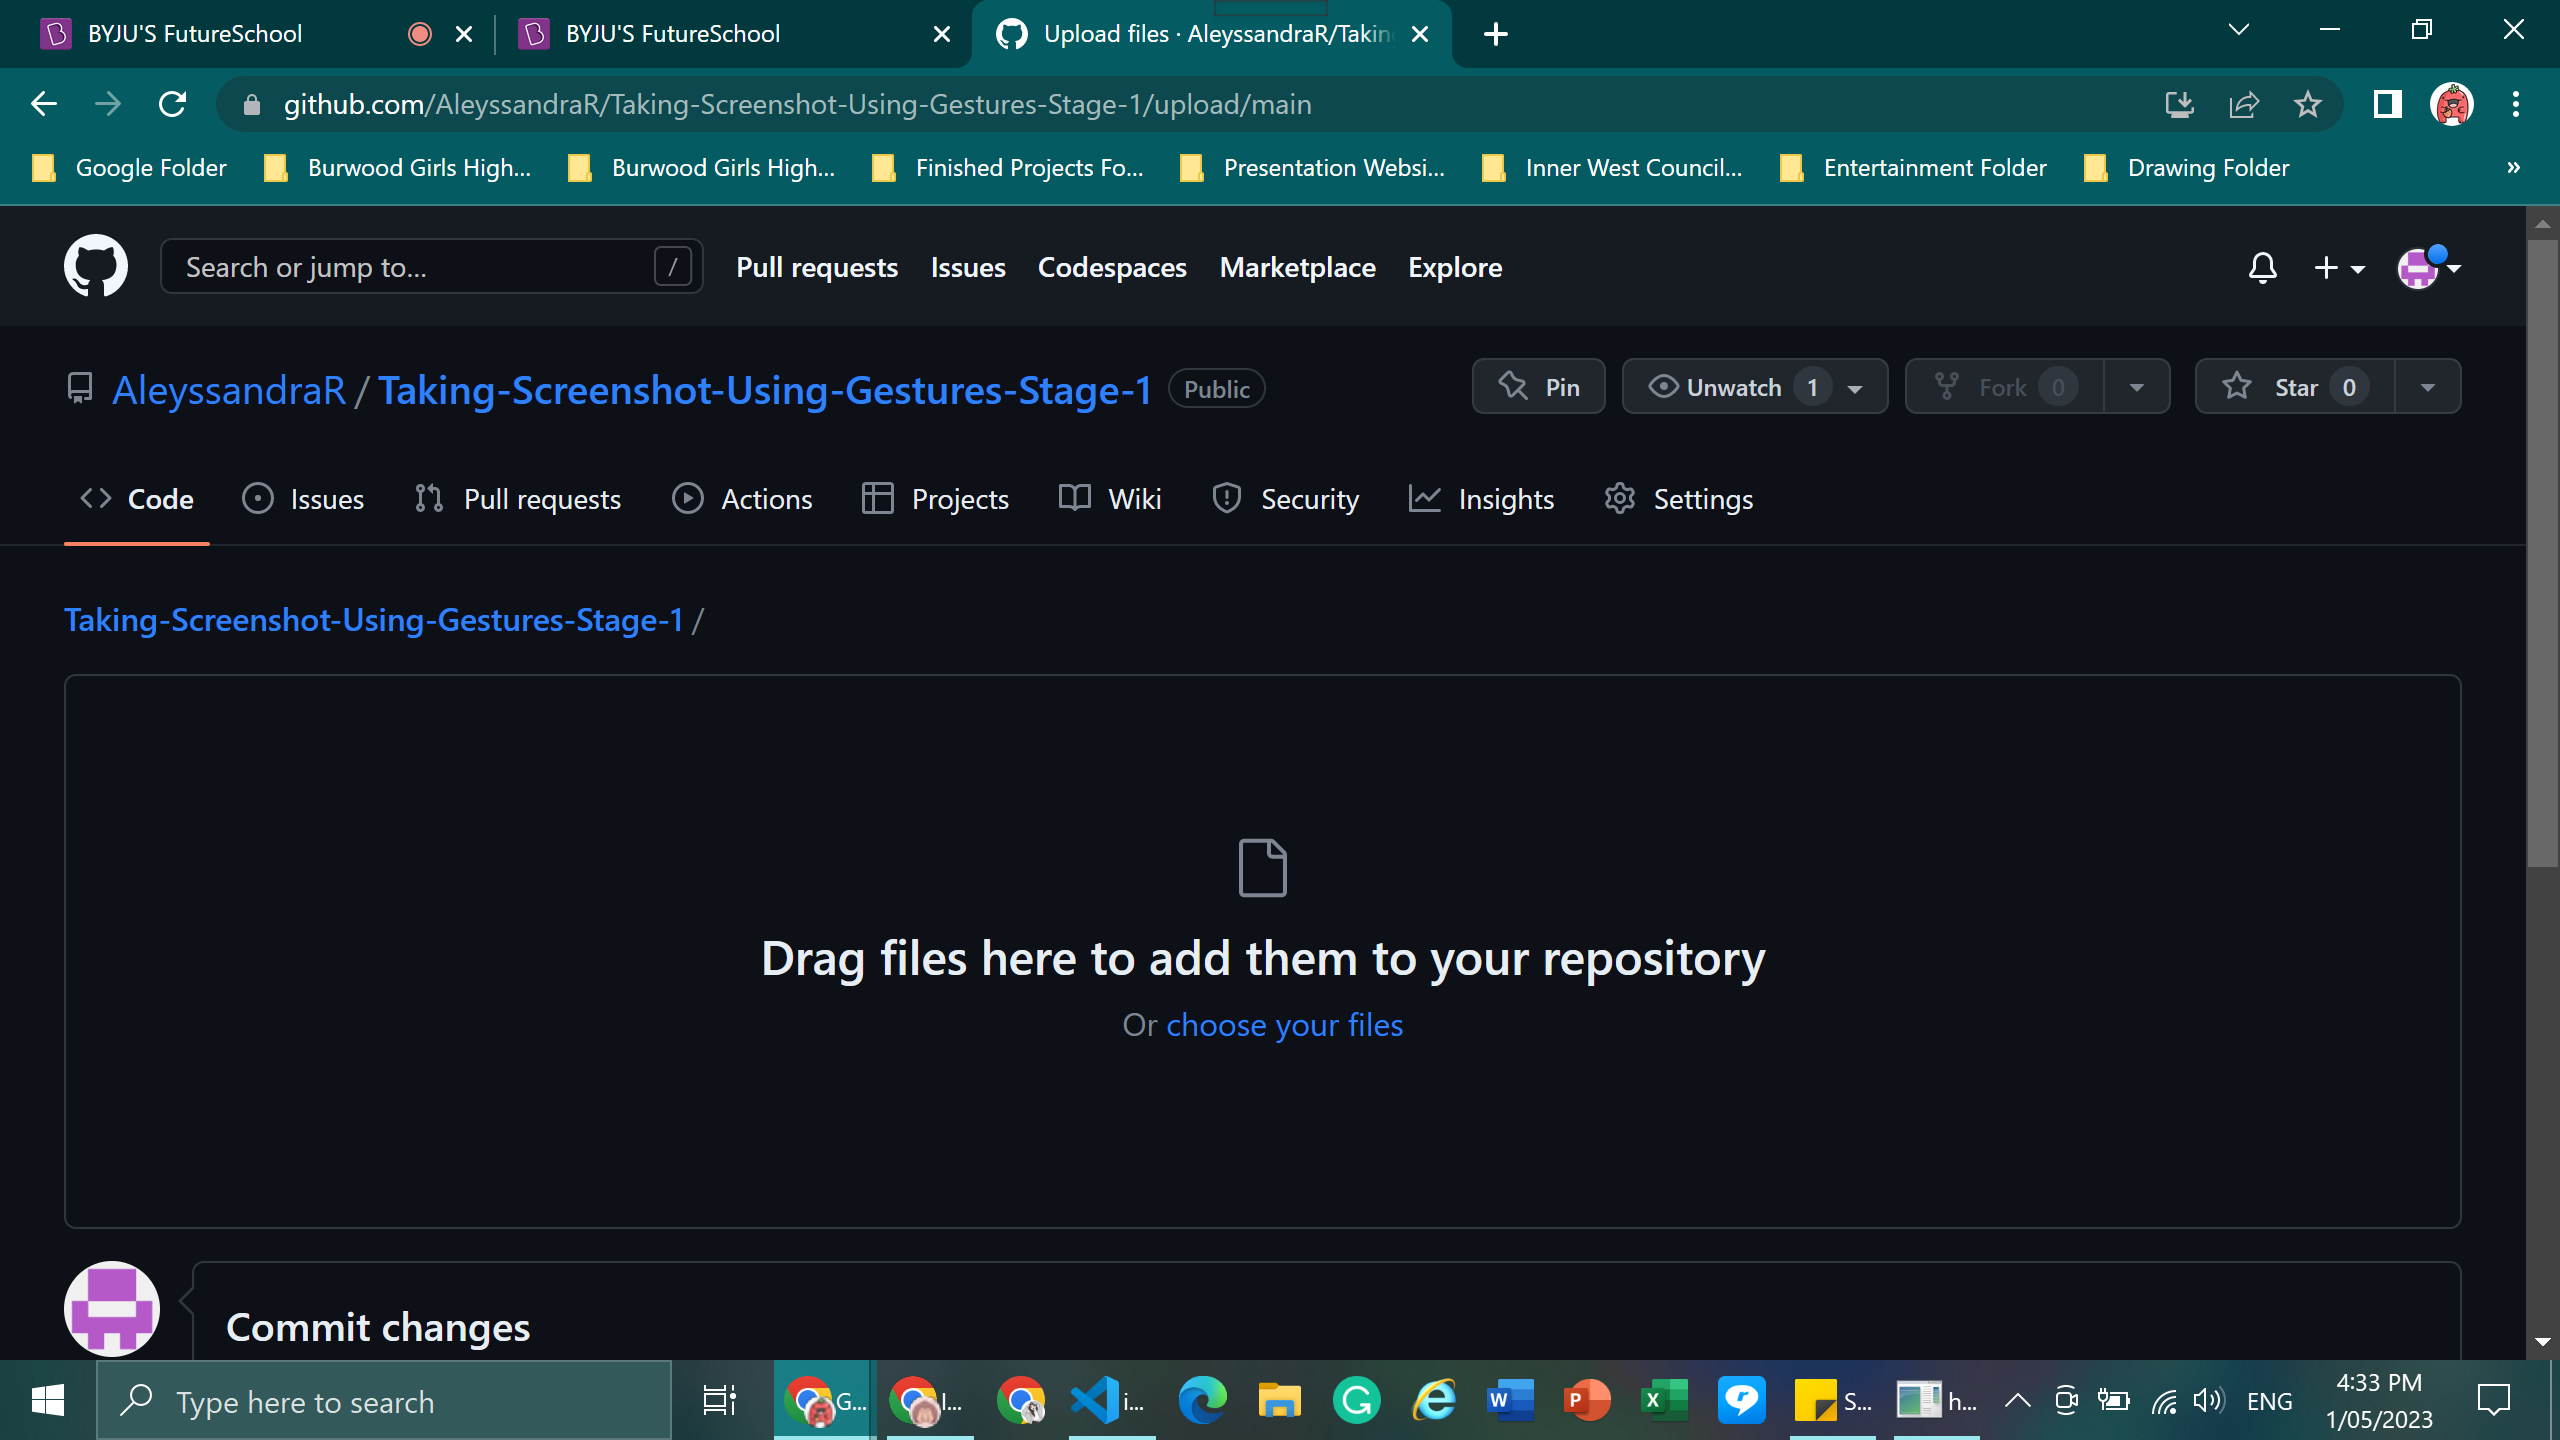 BYJU'S FutureSchool
BYJU'S FutureSchool
Upload files · AleyssandraR/Takin
github.com/AleyssandraR/Taking-Screenshot-Using-Gestures-Stage-1/upload/main
Google Folder
Burwood Girls High...
Burwood Girls High...
Finished Projects Fo...
Presentation Websi...
Inner West Council...
Entertainment Folder
Drawing Folder
»
Search or jump to...
/
Pull requests
Issues
Codespaces
Marketplace
Explore
AleyssandraR / Taking-Screenshot-Using-Gestures-Stage-1
Public
Pin
Unwatch 1
Fork 0
Star 0
Code
Issues
Pull requests
Actions
Projects
Wiki
Security
Insights
Settings
Taking-Screenshot-Using-Gestures-Stage-1 /
Drag files here to add them to your repository
Or choose your files
Commit changes
Type here to search
G...
I...
i...
S...
h...
ENG
4:33 PM
1/05/2023